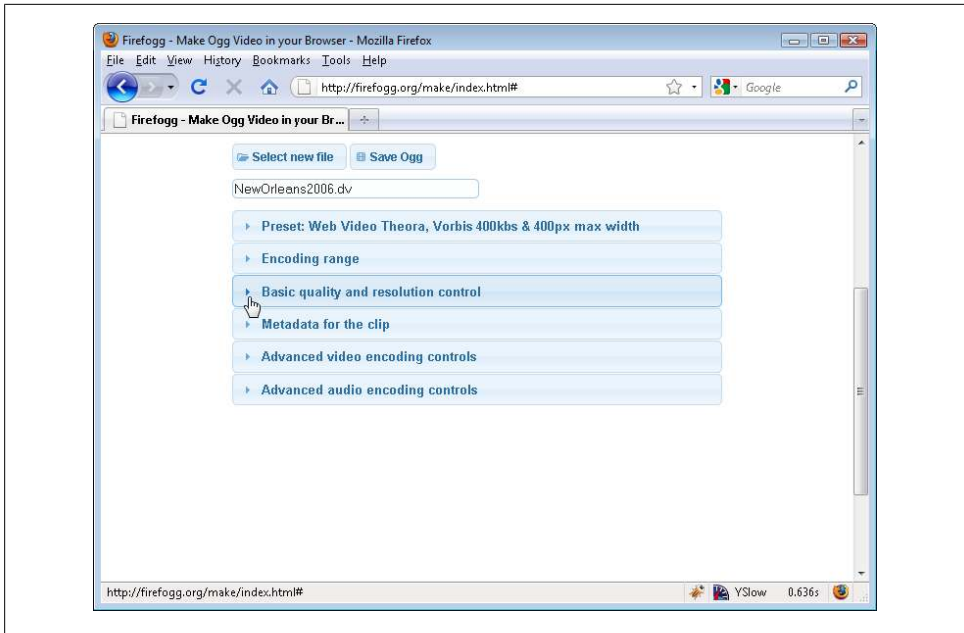 Firefogg - Make Ogg Video in your Browser - Mozilla Firefox
File Edit View History Bookmarks Tools Help
http://firefogg.org/make/index.html#
Google
Firefogg - Make Ogg Video in your Br...
Select new file Save Ogg
NewOrleans2006.dv
Preset: Web Video Theora, Vorbis 400kbs & 400px max width
Encoding range
Basic quality and resolution control
Metadata for the clip
Advanced video encoding controls
Advanced audio encoding controls
http://firefogg.org/make/index.html# YSlow 0.636s